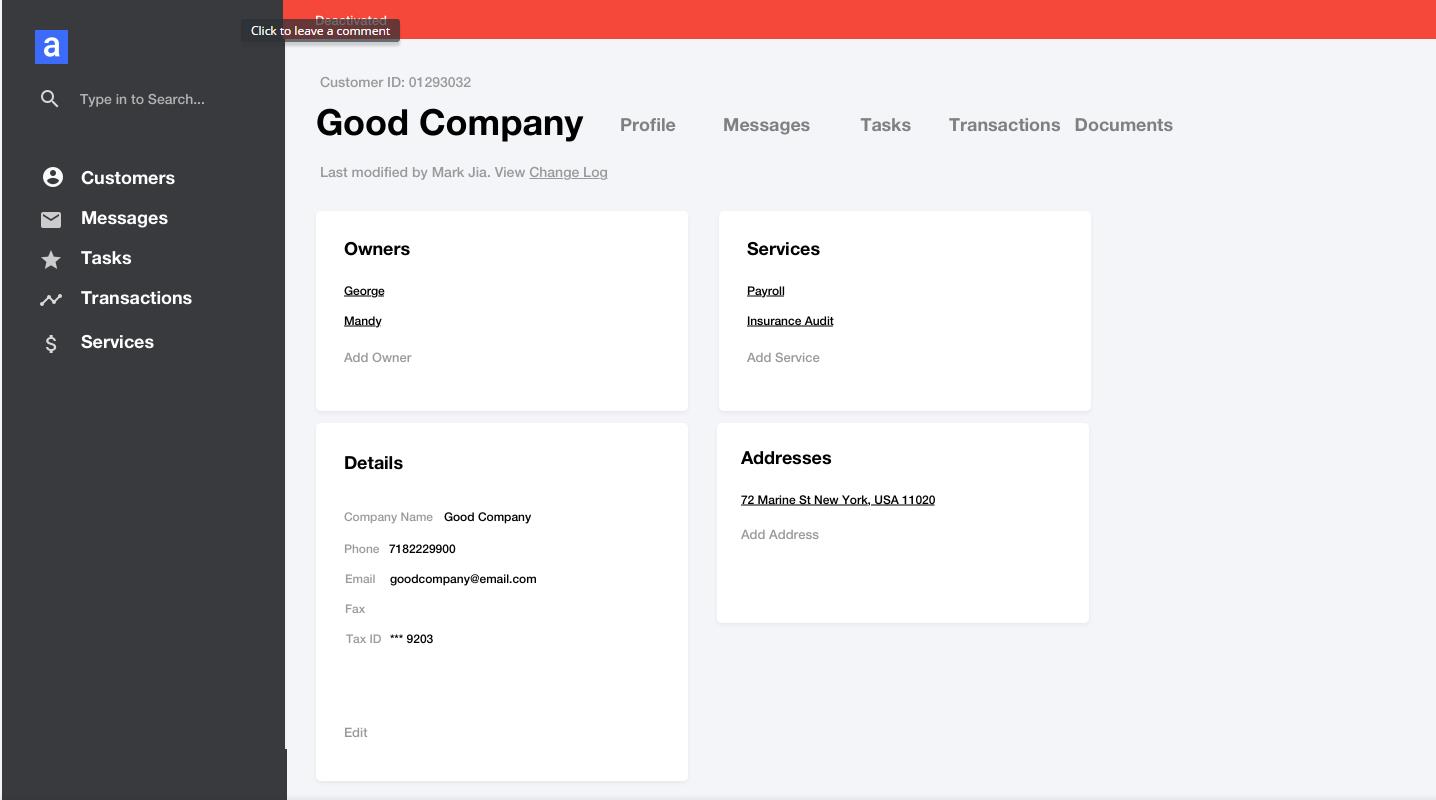 Deactivated
Click to leave a comment
a
Type in to Search...
Customers
Messages
Tasks
Transactions
Services
Customer ID: 01293032
Good Company
Profile Messages Tasks Transactions Documents
Last modified by Mark Jia. View Change Log
Owners
George
Mandy
Add Owner
Services
Payroll
Insurance Audit
Add Service
Details
Company Name Good Company
Phone 7182229900
Email goodcompany@email.com
Fax
Tax ID *** 9203
Edit
Addresses
72 Marine St New York, USA 11020
Add Address